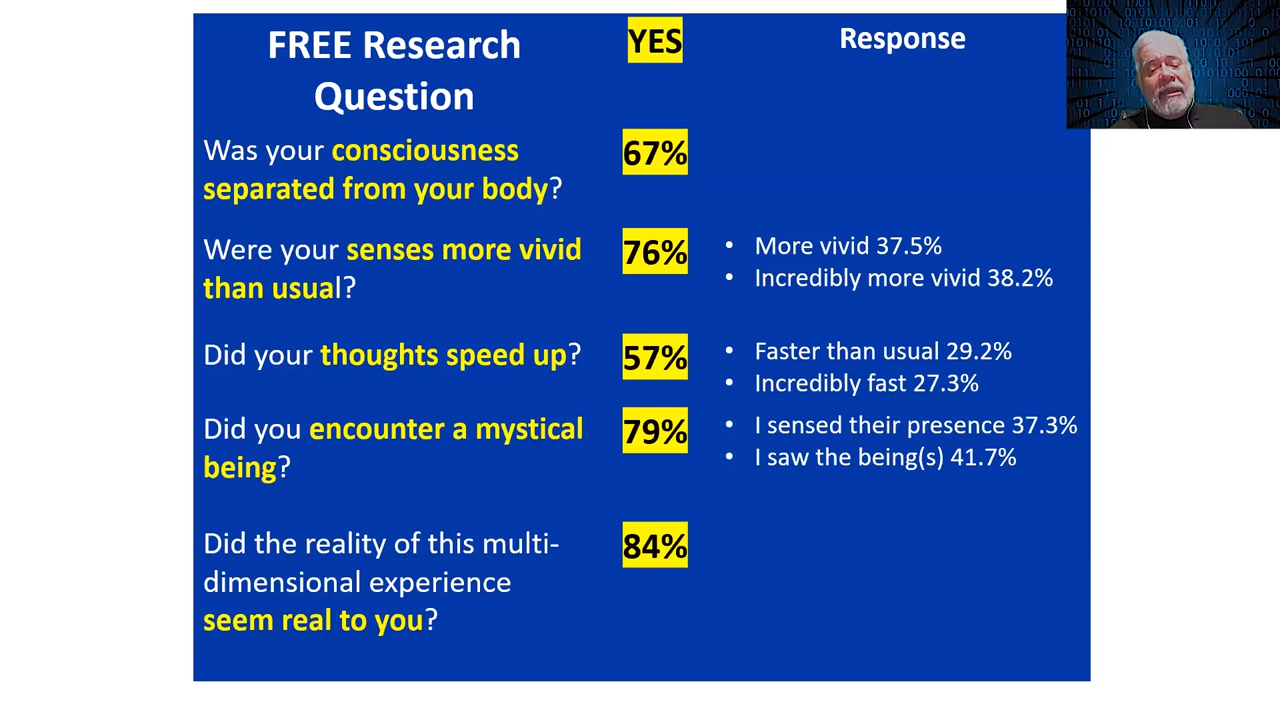 FREE Research
Question
YES
Response
Was your consciousness
separated from your body?
67%
Were your senses more vivid
than usual?
76%
• More vivid 37.5%
• Incredibly more vivid 38.2%
Did your thoughts speed up?
57%
• Faster than usual 29.2%
• Incredibly fast 27.3%
Did you encounter a mystical
being?
79%
• I sensed their presence 37.3%
• I saw the being(s) 41.7%
Did the reality of this multi-
dimensional experience
seem real to you?
84%